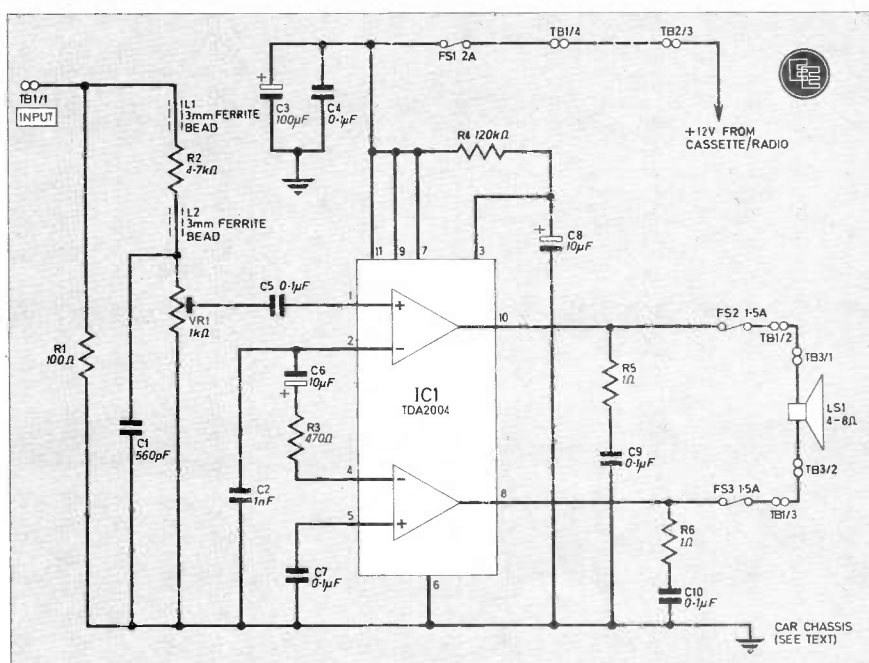 TB1/1
INPUT
L1
3mm FERRITE
BEAD
R2
4·7kΩ
L2
3mm FERRITE
BEAD
VR1
1kΩ
R1
100Ω
C1
560pF
+
C3
100µF
C4
0·1µF
FS1 2A
TB1/4
TB2/3
EE
+12V FROM
CASSETTE/RADIO
R4 120kΩ
+
C8
10µF
11
9
7
3
C5
0·1µF
1
+
2
−
10
C6
10µF
+
R3
470Ω
IC1
TDA2004
4
−
5
+
8
6
C2
1nF
C7
0·1µF
R5
1Ω
C9
0·1µF
R6
1Ω
C10
0·1µF
FS2 1·5A
TB1/2
TB3/1
LS1
4-8Ω
TB3/2
FS3 1·5A
TB1/3
CAR CHASSIS
(SEE TEXT)